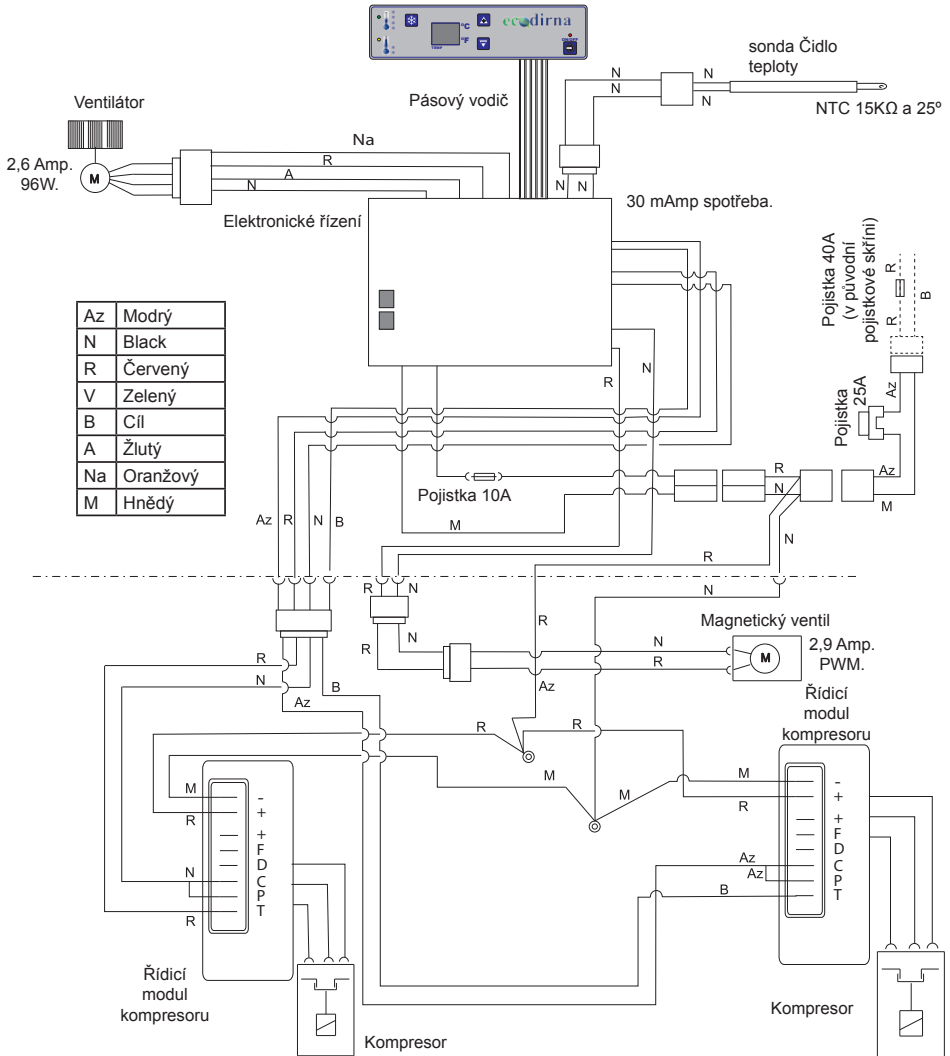 ecodirna
°C
°F
TEMP
ON/OFF
Ventilátor
2,6 Amp.
96W.
M
Pásový vodič
sonda Čidlo
teploty
NTC 15KΩ a 25º
N
N
N
N
N
N
Na
R
A
N
Elektronické řízení
30 mAmp spotřeba.
Pojistka 40A
(v původní
pojistkové skříni)
R
R
B
Az
Pojistka
25A
Az
M
Az Modrý
N Black
R Červený
V Zelený
B Cíl
A Žlutý
Na Oranžový
M Hnědý
R
N
Pojistka 10A
M
R
N
Az
R
N
B
R
N
N
R
N
R
N
R
Az
Magnetický ventil
N
R
M
2,9 Amp.
PWM.
R
N
Az
B
R
R
M
M
Řídicí
modul
kompresoru
M
R
-
+
+
F
D
C
P
T
Az
Az
B
M
R
-
+
+
F
D
C
P
T
N
R
Řídicí
modul
kompresoru
Kompresor
Kompresor